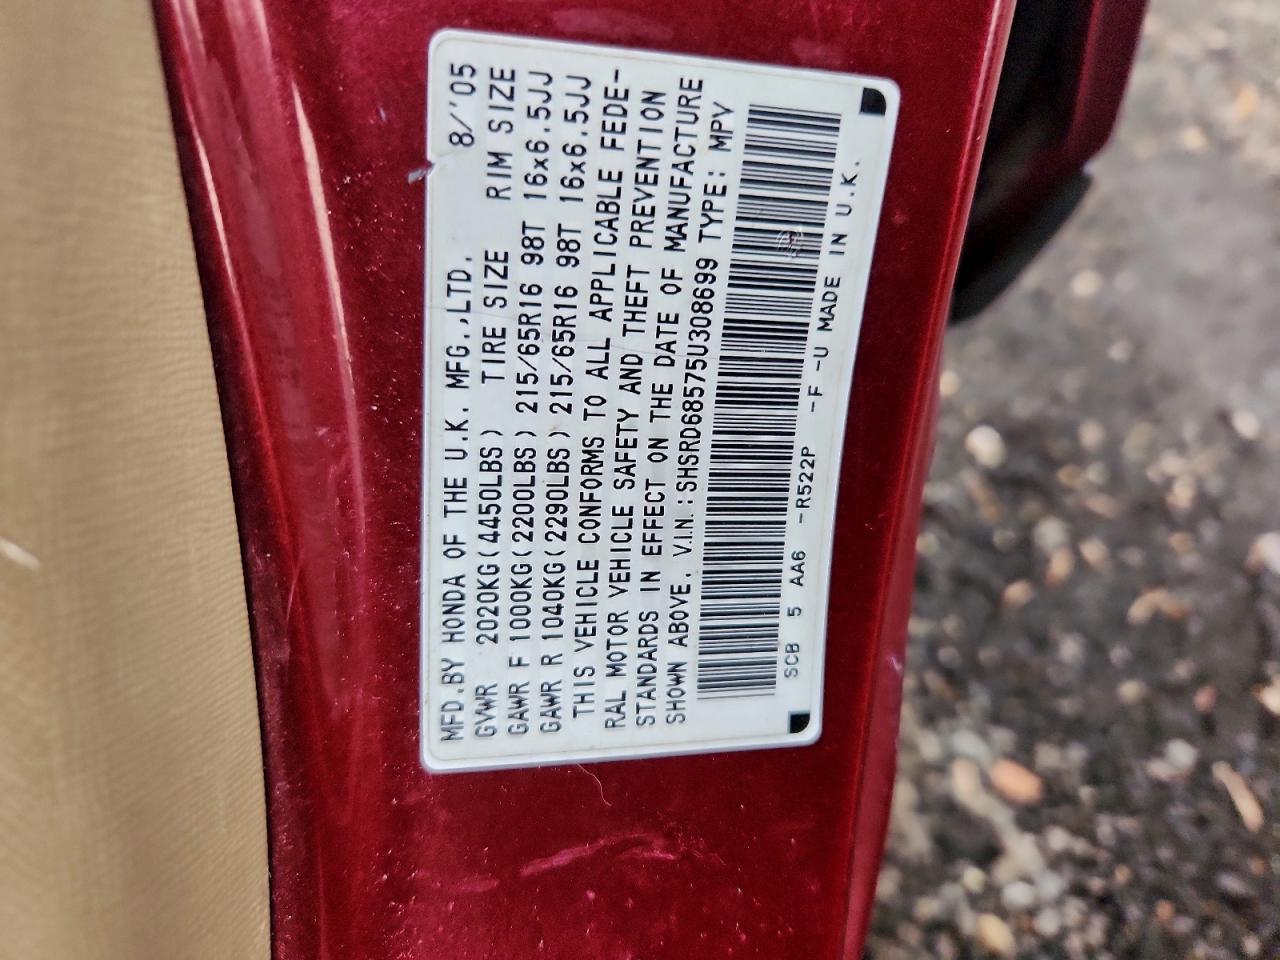 MFD.BY HONDA OF THE U.K. MFG.,LTD. 8/'05
GVWR 2020KG(4450LBS) TIRE SIZE RIM SIZE
GAWR F 1000KG(2200LBS) 215/65R16 98T 16x6.5JJ
GAWR R 1040KG(2290LBS) 215/65R16 98T 16x6.5JJ
THIS VEHICLE CONFORMS TO ALL APPLICABLE FEDE-
RAL MOTOR VEHICLE SAFETY AND THEFT PREVENTION
STANDARDS IN EFFECT ON THE DATE OF MANUFACTURE
SHOWN ABOVE. V.I.N.:SHSRD68575U308699 TYPE: MPV
SCB 5 AA6 -R522P -F -U MADE IN U.K.